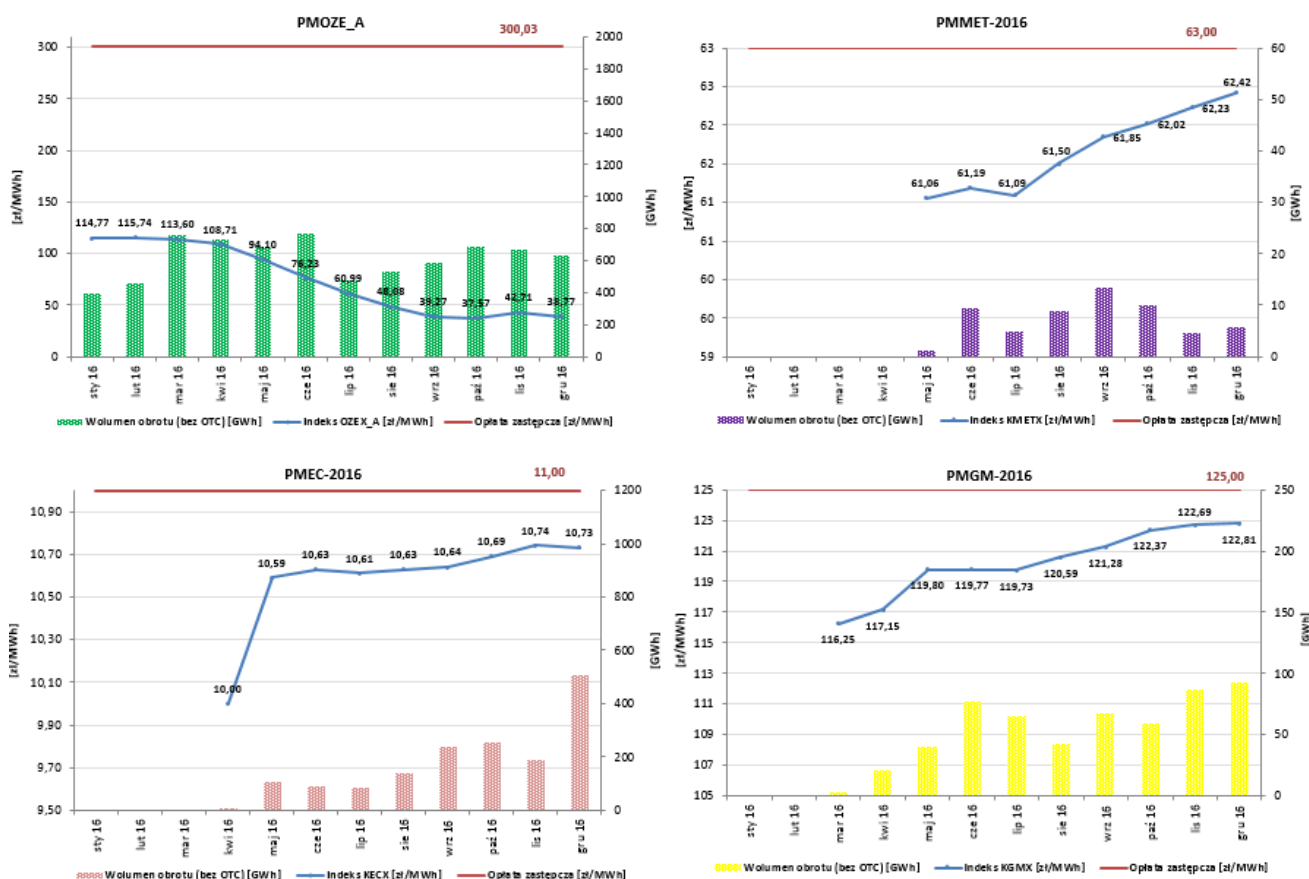 PMOZE_A
300,03
300
250
200
150
100
50
0
[zł/MWh]
2000
1800
1600
1400
1200
1000
800
600
400
200
0
[GWh]
114,77
115,74
113,60
108,71
94,10
76,23
60,99
48,08
39,27
37,57
42,71
38,77
sty 16
lut 16
mar 16
kwi 16
maj 16
cze 16
lip 16
sie 16
wrz 16
paź 16
lis 16
gru 16
Wolumen obrotu (bez OTC) [GWh] Indeks OZEX_A [zł/MWh] Opłata zastępcza [zł/MWh]
PMMET-2016
63,00
63
63
62
62
61
61
60
60
59
[zł/MWh]
60
50
40
30
20
10
0
[GWh]
61,06
61,19
61,09
61,50
61,85
62,02
62,23
62,42
sty 16
lut 16
mar 16
kwi 16
maj 16
cze 16
lip 16
sie 16
wrz 16
paź 16
lis 16
gru 16
Wolumen obrotu (bez OTC) [GWh] Indeks KMETX [zł/MWh] Opłata zastępcza [zł/MWh]
PMEC-2016
11,00
10,90
10,70
10,50
10,30
10,10
9,90
9,70
9,50
[zł/MWh]
1200
1000
800
600
400
200
0
[GWh]
10,00
10,59
10,63
10,61
10,63
10,64
10,69
10,74
10,73
sty 16
lut 16
mar 16
kwi 16
maj 16
cze 16
lip 16
sie 16
wrz 16
paź 16
lis 16
gru 16
Wolumen obrotu (bez OTC) [GWh] Indeks KECX [zł/MWh] Opłata zastępcza [zł/MWh]
PMGM-2016
125,00
125
123
121
119
117
115
113
111
109
107
105
[zł/MWh]
250
200
150
100
50
0
[GWh]
116,25
117,15
119,80
119,77
119,73
120,59
121,28
122,37
122,69
122,81
sty 16
lut 16
mar 16
kwi 16
maj 16
cze 16
lip 16
sie 16
wrz 16
paź 16
lis 16
gru 16
Wolumen obrotu (bez OTC) [GWh] Indeks KGMX [zł/MWh] Opłata zastępcza [zł/MWh]